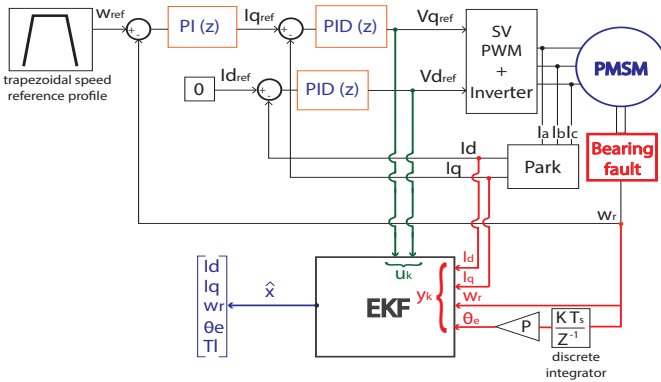 wref
+
-
PI (z)
Iqref
+
-
PID (z)
Vqref
SV
PWM
+
Inverter
PMSM
trapezoidal speed
reference profile
0
Idref
+
-
PID (z)
Vdref
Ia Ib Ic
Id
Iq
Park
Bearing
fault
wr
Id
Iq
wr
θe
Tl
x̂
uk
EKF
yk
Id
Iq
wr
θe
P
K Ts
Z-1
discrete
integrator